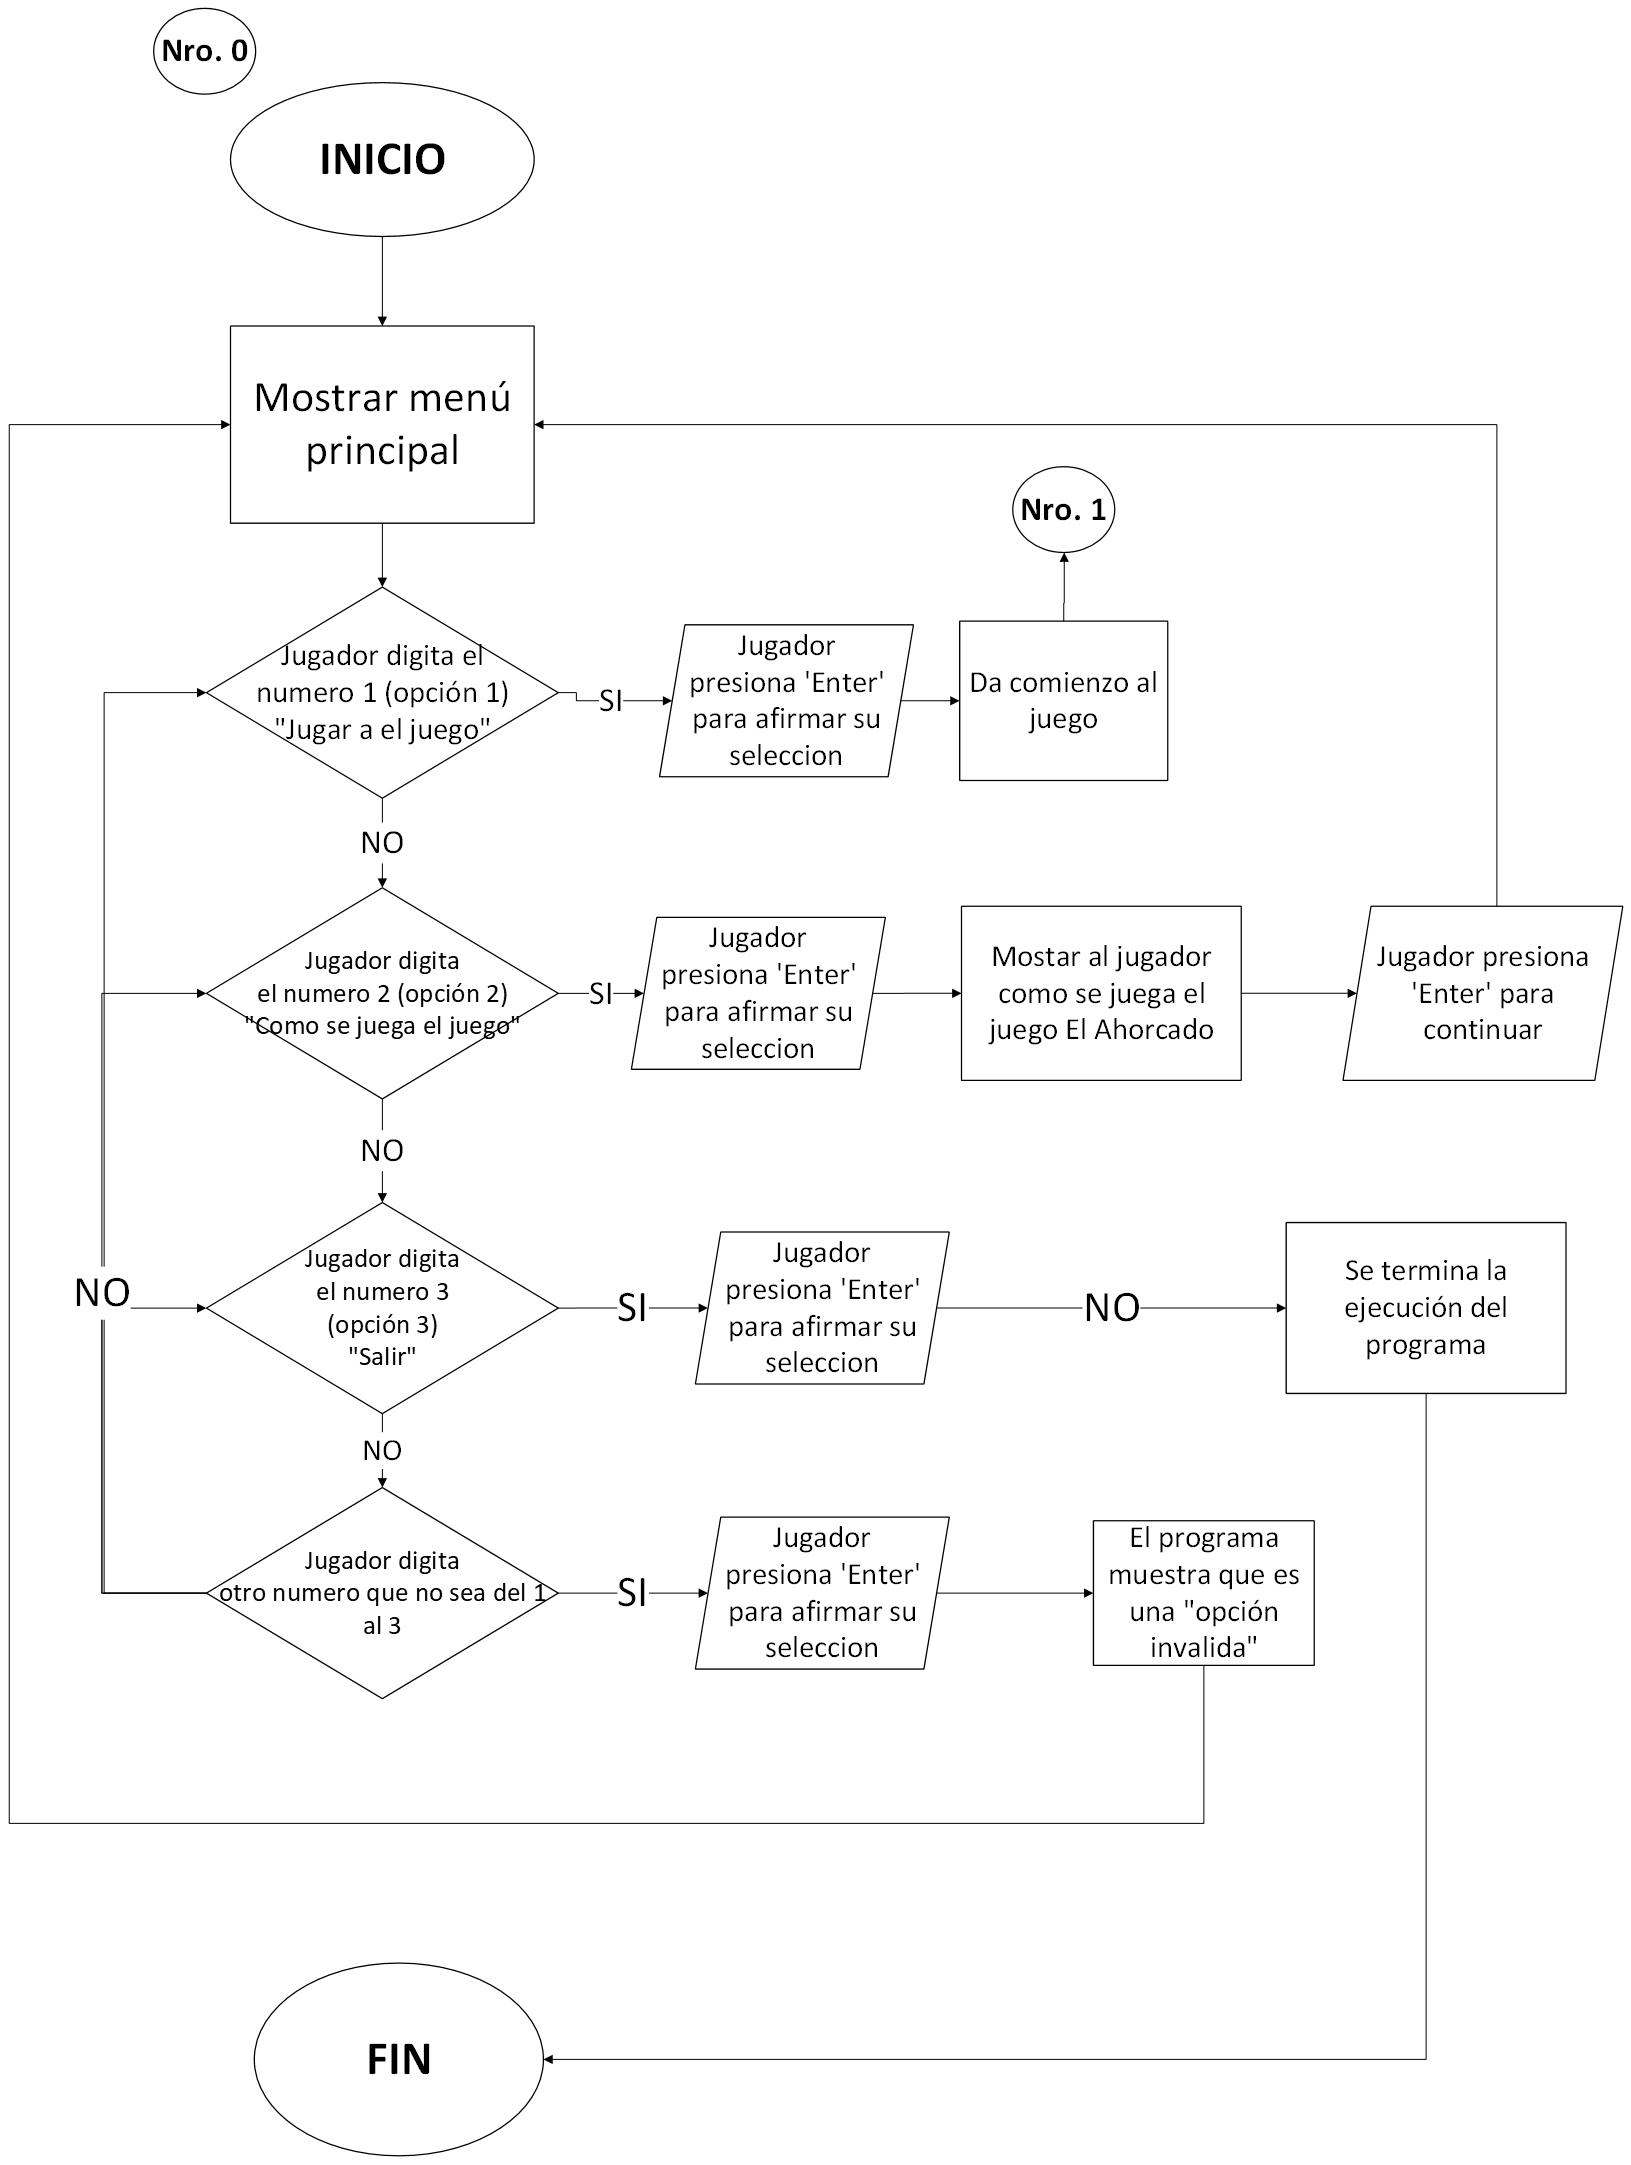 Nro. 0
INICIO
Mostrar menú
principal
Nro. 1
Jugador digita el
numero 1 (opción 1)
"Jugar a el juego"
SI
Jugador
presiona 'Enter'
para afirmar su
seleccion
Da comienzo al
juego
NO
Jugador digita
el numero 2 (opción 2)
"Como se juega el juego"
SI
Jugador
presiona 'Enter'
para afirmar su
seleccion
Mostar al jugador
como se juega el
juego El Ahorcado
Jugador presiona
'Enter' para
continuar
NO
NO
Jugador digita
el numero 3
(opción 3)
"Salir"
SI
Jugador
presiona 'Enter'
para afirmar su
seleccion
NO
Se termina la
ejecución del
programa
NO
Jugador digita
otro numero que no sea del 1
al 3
SI
Jugador
presiona 'Enter'
para afirmar su
seleccion
El programa
muestra que es
una "opción
invalida"
FIN